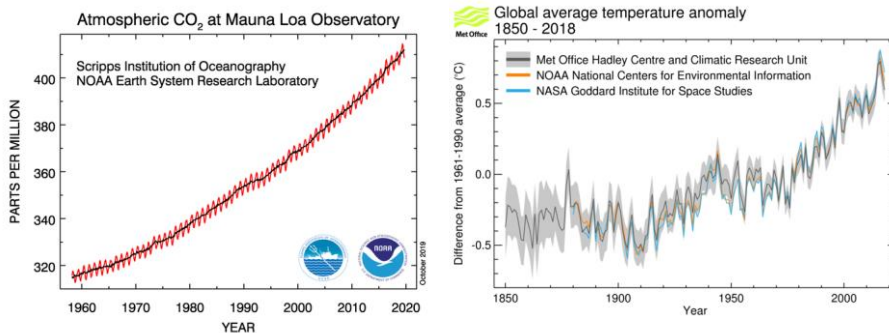 Atmospheric CO2 at Mauna Loa Observatory
Scripps Institution of Oceanography
NOAA Earth System Research Laboratory
PARTS PER MILLION
400
380
360
340
320
1960 1970 1980 1990 2000 2010 2020
YEAR
NOAA
October 2019
Met Office
Global average temperature anomaly
1850 - 2018
Met Office Hadley Centre and Climatic Research Unit
NOAA National Centers for Environmental Information
NASA Goddard Institute for Space Studies
Difference from 1961-1990 average (°C)
0.5
0.0
-0.5
1850 1900 1950 2000
Year